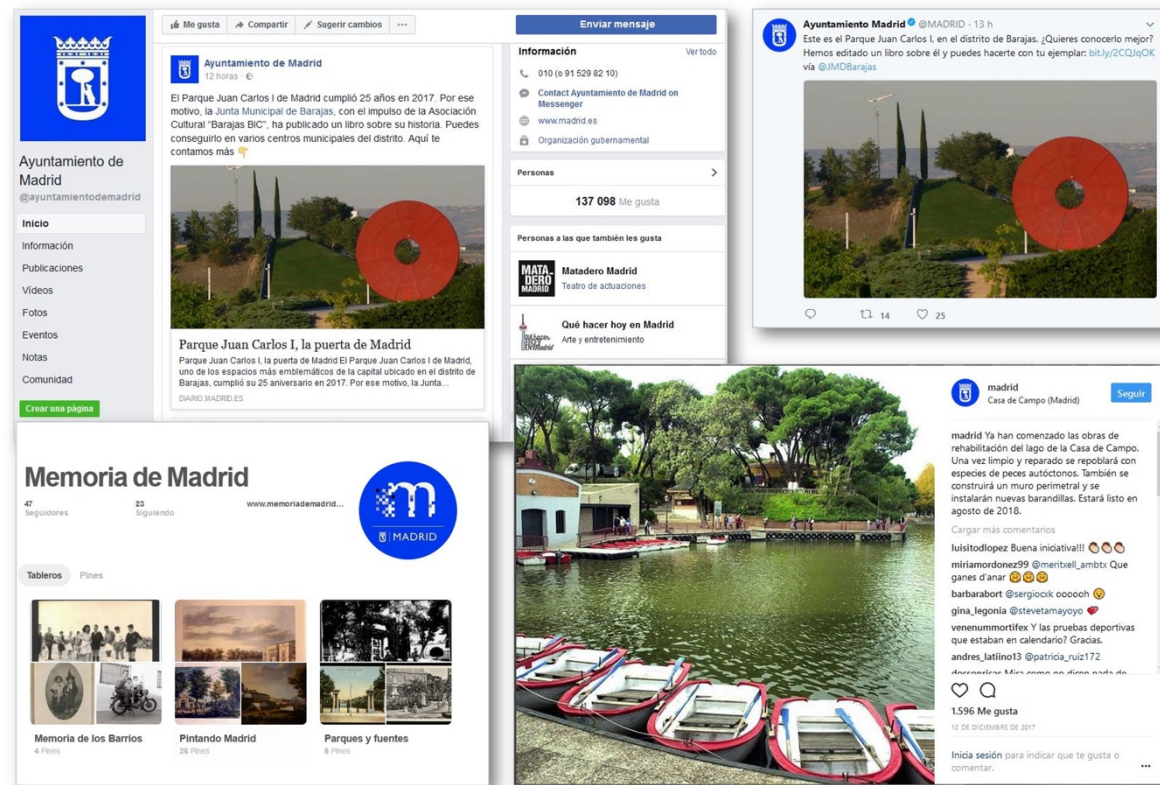 Me gusta
Compartir
Sugerir cambios
Enviar mensaje
Ayuntamiento de
Madrid
@ayuntamientodemadrid
Inicio
Información
Publicaciones
Vídeos
Fotos
Eventos
Notas
Comunidad
Crear una página
Ayuntamiento de Madrid
12 horas
El Parque Juan Carlos I de Madrid cumplió 25 años en 2017. Por ese
motivo, la Junta Municipal de Barajas, con el impulso de la Asociación
Cultural "Barajas BIC", ha publicado un libro sobre su historia. Puedes
conseguirlo en varios centros municipales del distrito. Aquí te
contamos más 👇
Parque Juan Carlos I, la puerta de Madrid
Parque Juan Carlos I, la puerta de Madrid El Parque Juan Carlos I de Madrid,
uno de los espacios más emblemáticos de la capital ubicado en el distrito de
Barajas, cumplió su 25 aniversario en 2017. Por ese motivo, la Junta...
DIARIO.MADRID.ES
Información
Ver todo
010 (o 91 529 82 10)
Contact Ayuntamiento de Madrid on
Messenger
www.madrid.es
Organización gubernamental
Personas
137 098 Me gusta
Personas a las que también les gusta
MATA
DERO
MADRID
Matadero Madrid
Teatro de actuaciones
Qué hacer hoy en Madrid
Arte y entretenimiento
Ayuntamiento Madrid @MADRID · 13 h
Este es el Parque Juan Carlos I, en el distrito de Barajas. ¿Quieres conocerlo mejor?
Hemos editado un libro sobre él y puedes hacerte con tu ejemplar: bit.ly/2CQJqOK
vía @JMDBarajas
14
25
Memoria de Madrid
47
Seguidores
23
Siguiendo
www.memoriademadrid...
m
MADRID
Tableros
Pines
Memoria de los Barrios
4 Pines
Pintando Madrid
26 Pines
Parques y fuentes
8 Pines
madrid
Casa de Campo (Madrid)
Seguir
madrid Ya han comenzado las obras de
rehabilitación del lago de la Casa de Campo.
Una vez limpio y reparado se repoblará con
especies de peces autóctonos. También se
construirá un muro perimetral y se
instalarán nuevas barandillas. Estará listo en
agosto de 2018.
Cargar más comentarios
luisitodlopez Buena iniciativa!!! 👏👏👏
miriamordonez99 @meritxell_ambtx Que
ganes d'anar
barbarabort @sergiocxk oooooh
gina_legonia @stevetamayoyo
venenummortifex Y las pruebas deportivas
que estaban en calendario? Gracias.
andres_latiino13 @patricia_ruiz172
Mira como no dicen nada de
1.596 Me gusta
12 DE DICIEMBRE DE 2017
Inicia sesión para indicar que te gusta o
comentar.